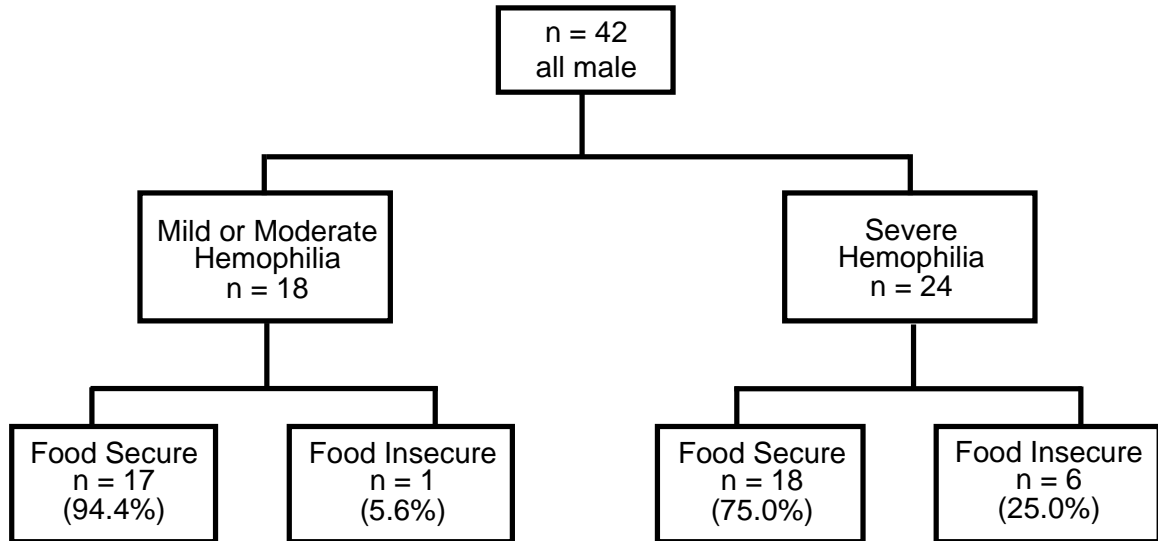 n = 42
all male
Mild or Moderate
Hemophilia
n = 18
Severe
Hemophilia
n = 24
Food Secure
n = 17
(94.4%)
Food Insecure
n = 1
(5.6%)
Food Secure
n = 18
(75.0%)
Food Insecure
n = 6
(25.0%)